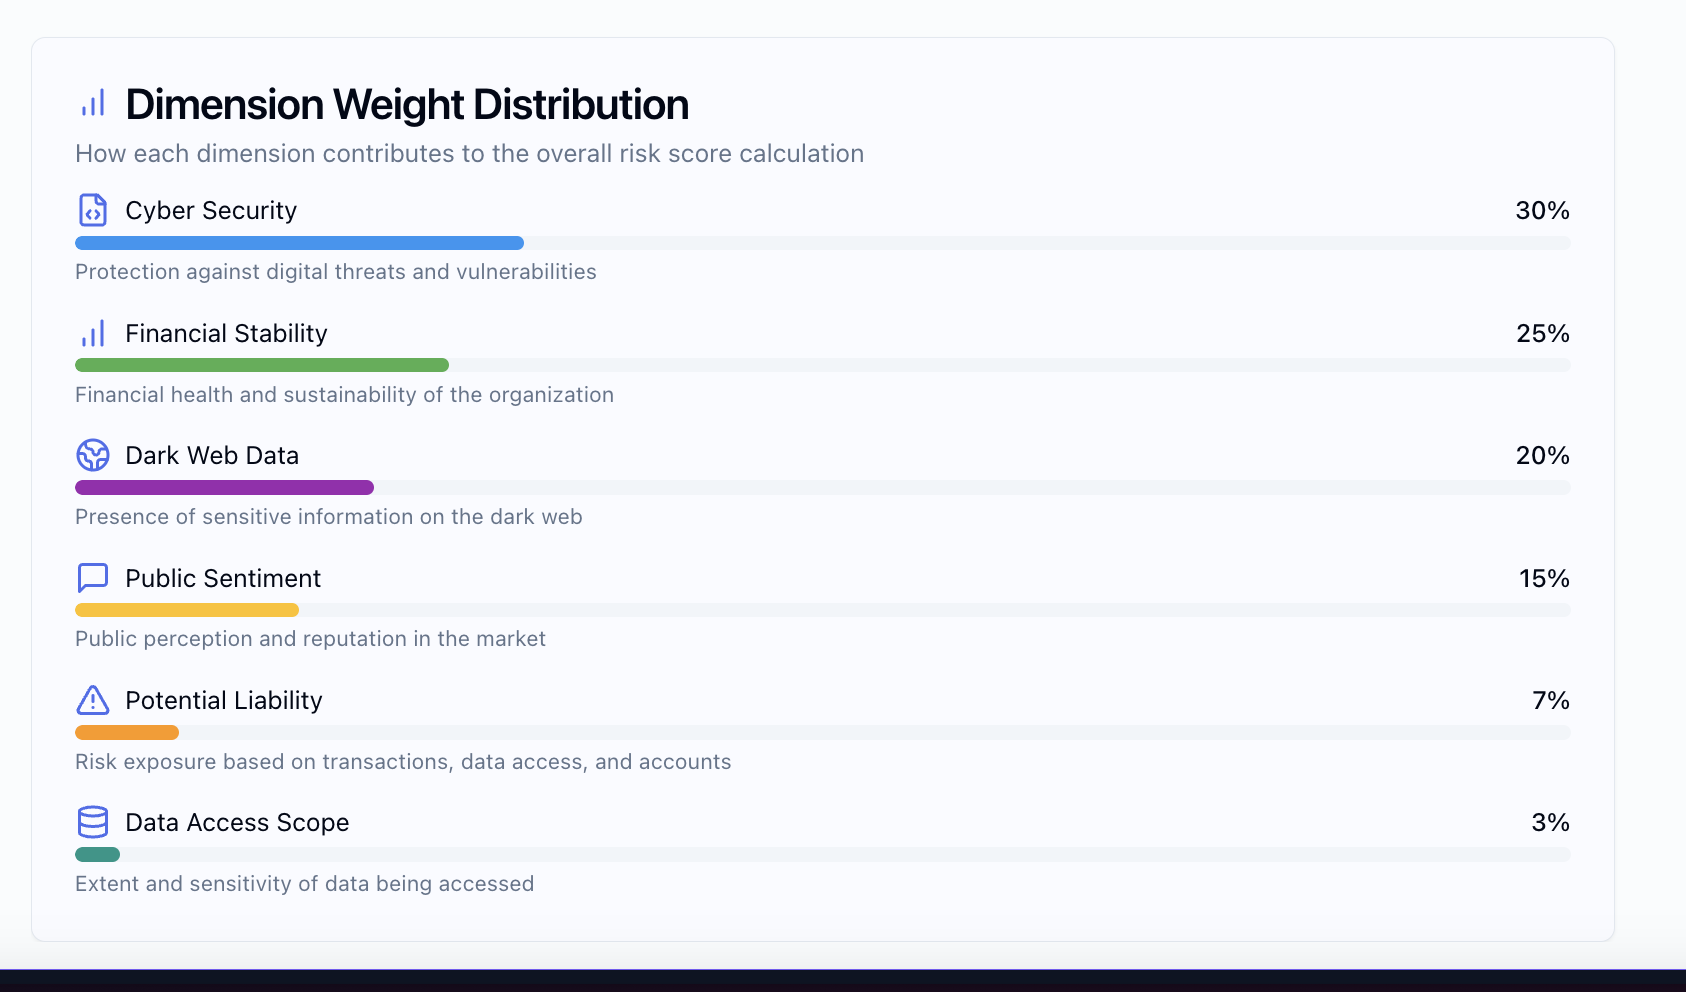 Dimension Weight Distribution
How each dimension contributes to the overall risk score calculation
Cyber Security 30%
Protection against digital threats and vulnerabilities
Financial Stability 25%
Financial health and sustainability of the organization
Dark Web Data 20%
Presence of sensitive information on the dark web
Public Sentiment 15%
Public perception and reputation in the market
Potential Liability 7%
Risk exposure based on transactions, data access, and accounts
Data Access Scope 3%
Extent and sensitivity of data being accessed